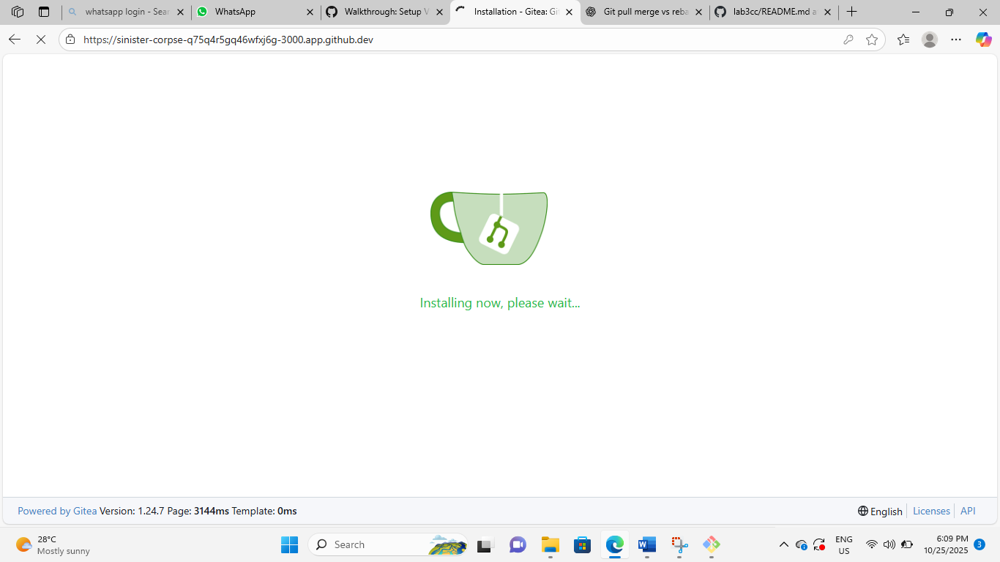 whatsapp login - Sear
WhatsApp
Walkthrough: Setup V
Installation - Gitea: Git
Git pull merge vs reba
lab3cc/README.md a
https://sinister-corpse-q75q4r5gq46wfxj6g-3000.app.github.dev
Installing now, please wait...
Powered by Gitea Version: 1.24.7 Page: 3144ms Template: 0ms
English Licenses API
28°C
Mostly sunny
Search
ENG
US
6:09 PM
10/25/2025
3